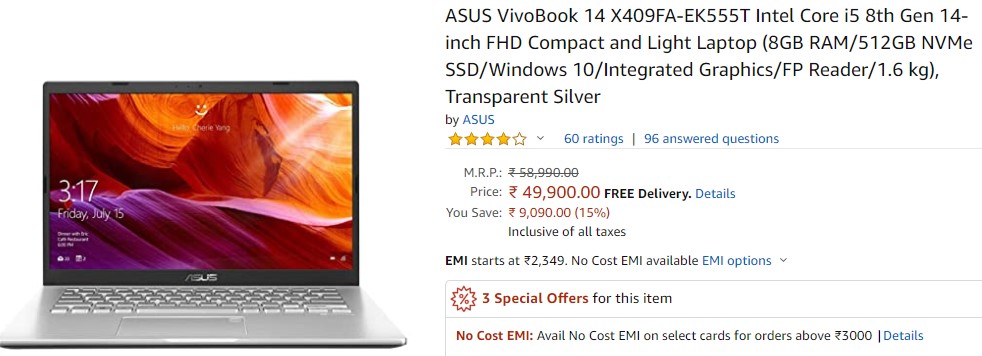 ASUS VivoBook 14 X409FA-EK555T Intel Core i5 8th Gen 14-
inch FHD Compact and Light Laptop (8GB RAM/512GB NVMe
SSD/Windows 10/Integrated Graphics/FP Reader/1.6 kg),
Transparent Silver
by ASUS
60 ratings | 96 answered questions
M.R.P.: ₹ 58,990.00
Price: ₹ 49,900.00 FREE Delivery. Details
You Save: ₹ 9,090.00 (15%)
Inclusive of all taxes
EMI starts at ₹2,349. No Cost EMI available EMI options
3 Special Offers for this item
No Cost EMI: Avail No Cost EMI on select cards for orders above ₹3000 | Details
Hello, Cherie Yang
3:17
Friday, July 15
Dinner with Eric
Café Restaurant
6:00 PM
ASUS